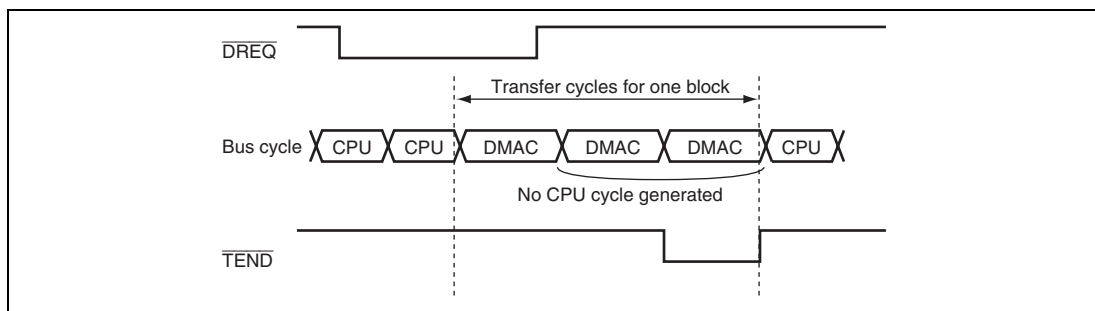 DREQ
Transfer cycles for one block
Bus cycle CPU CPU DMAC DMAC DMAC CPU
No CPU cycle generated
TEND